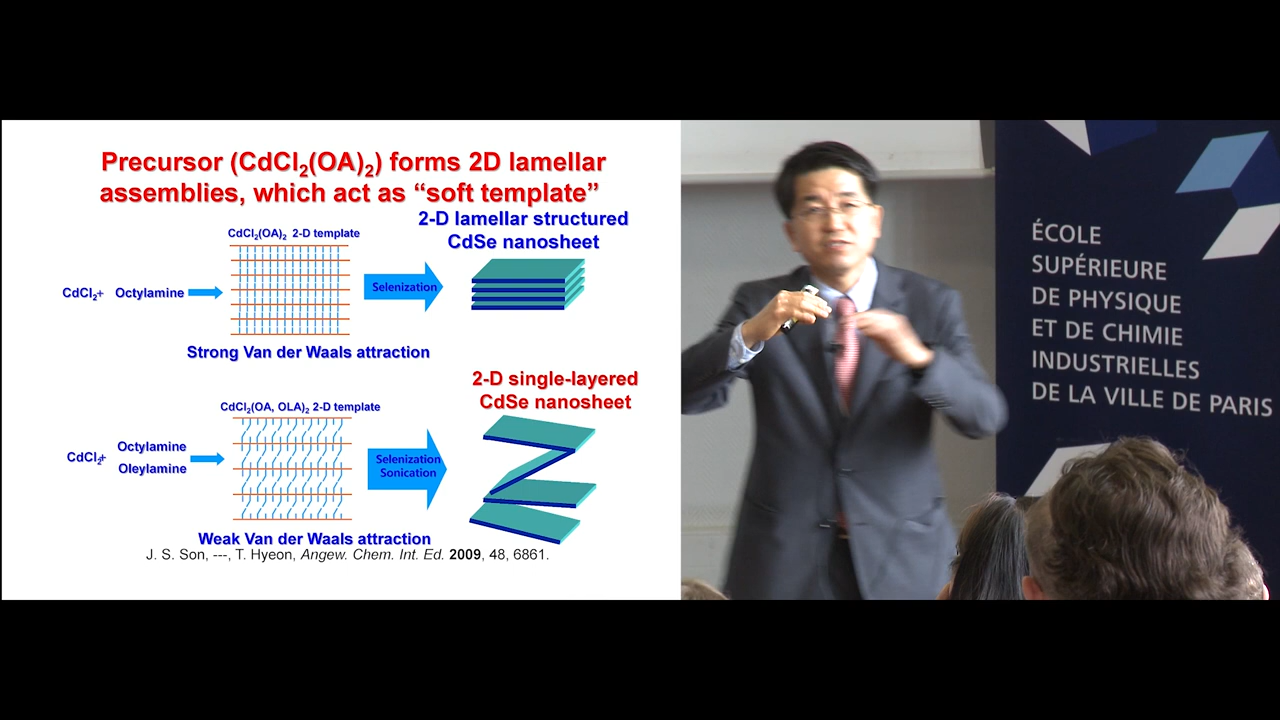 Precursor (CdCl2(OA)2) forms 2D lamellar
assemblies, which act as “soft template”
2-D lamellar structured
CdSe nanosheet
CdCl2(OA)2 2-D template
CdCl2+ Octylamine
Selenization
Strong Van der Waals attraction
2-D single-layered
CdSe nanosheet
CdCl2(OA, OLA)2 2-D template
Octylamine
CdCl2+
Oleylamine
Selenization
Sonication
Weak Van der Waals attraction
J. S. Son, ---, T. Hyeon, Angew. Chem. Int. Ed. 2009, 48, 6861.
ÉCOLE
SUPÉRIEURE
DE PHYSIQUE
ET DE CHIMIE
INDUSTRIELLES
DE LA VILLE DE PARIS